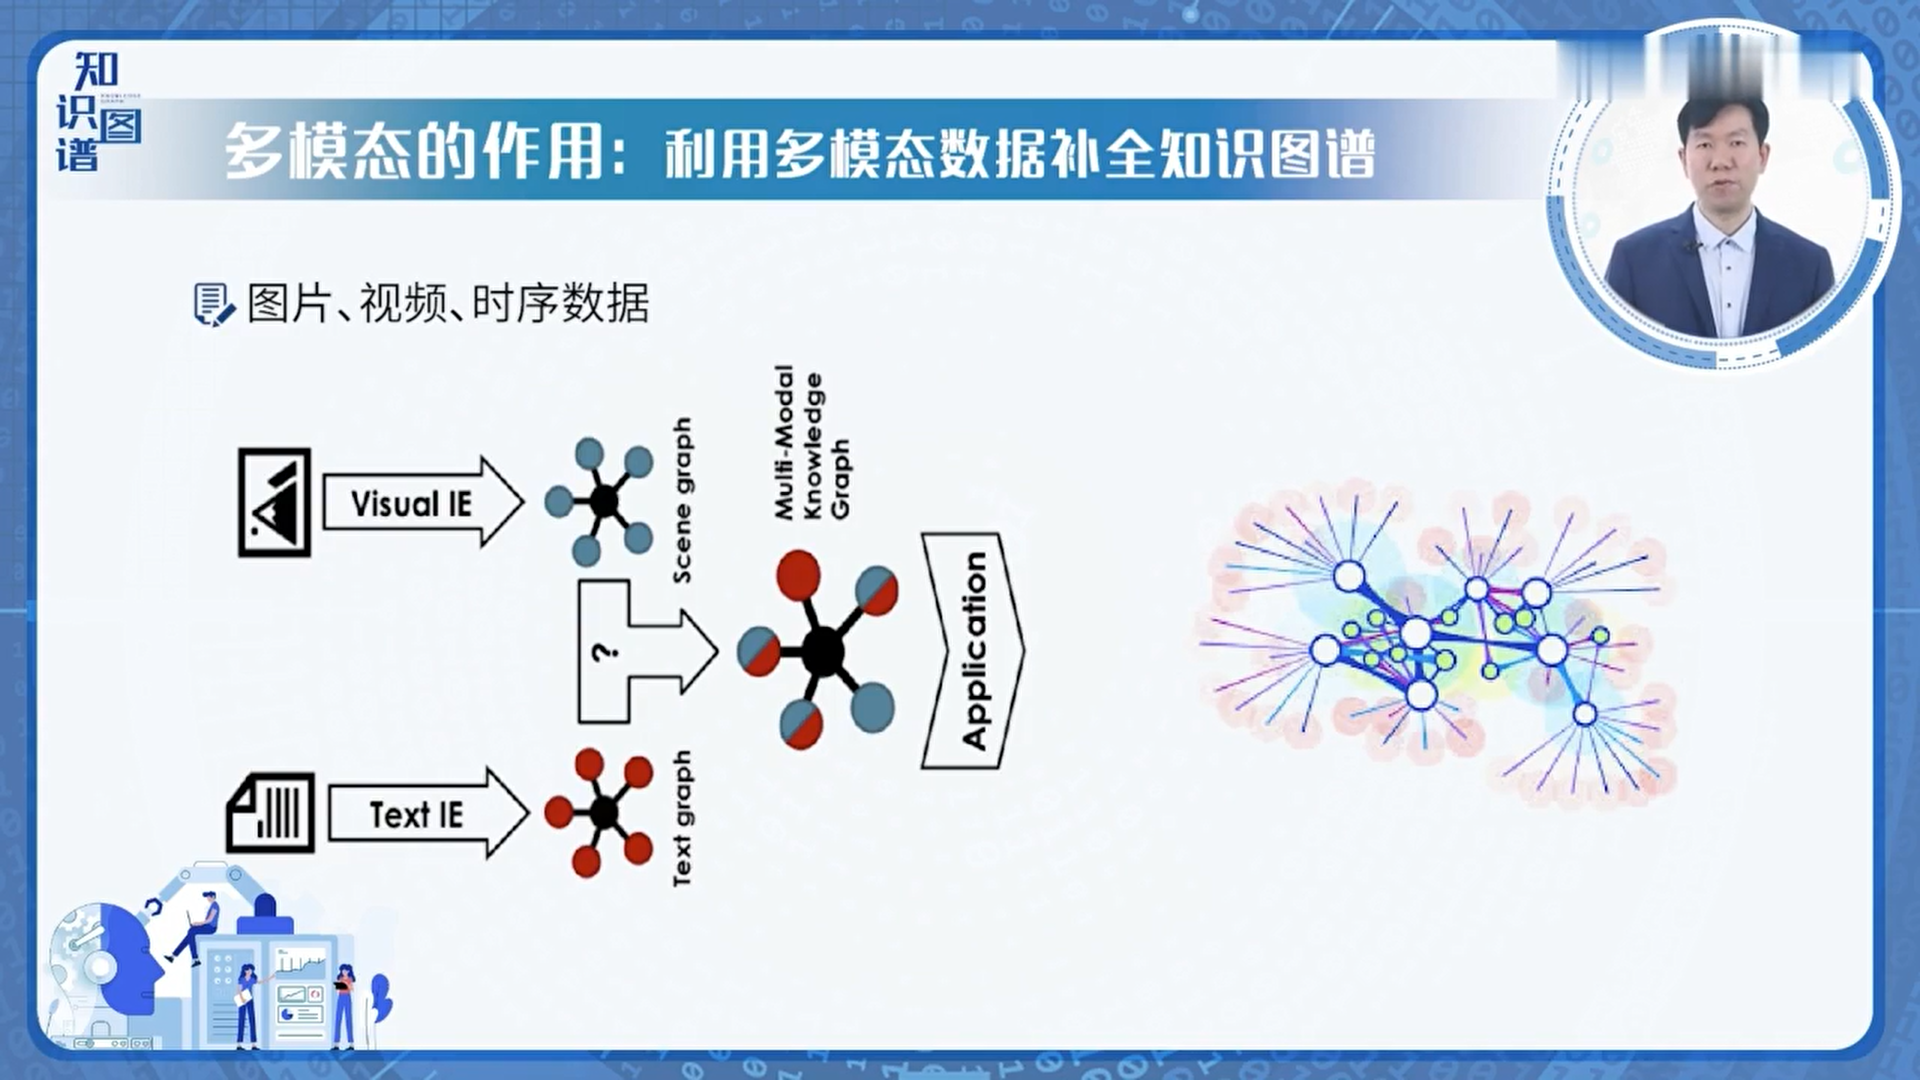 知
识图
谱
多模态的作用：利用多模态数据补全知识图谱
图片、视频、时序数据
Visual IE
Scene graph
Multi-Modal
Knowledge
Graph
?
Application
Text IE
Text graph